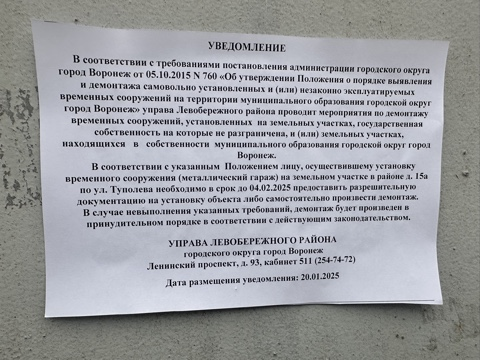 УВЕДОМЛЕНИЕ
В соответствии с требованиями постановления администрации городского округа
город Воронеж от 05.10.2015 N 760 «Об утверждении Положения о порядке выявления
и демонтажа самовольно установленных и (или) незаконно эксплуатируемых
временных сооружений на территории муниципального образования городской округ
город Воронеж» управа Левобережного района проводит мероприятия по демонтажу
временных сооружений, установленных на земельных участках, государственная
собственность на которые не разграничена, и (или) земельных участках,
находящихся в собственности муниципального образования городской округ город
Воронеж.
В соответствии с указанным Положением лицу, осуществившему установку
временного сооружения (металлический гараж) на земельном участке в районе д. 15а
по ул. Туполева необходимо в срок до 04.02.2025 предоставить разрешительную
документацию на установку объекта либо самостоятельно произвести демонтаж.
В случае невыполнения указанных требований, демонтаж будет произведен в
принудительном порядке в соответствии с действующим законодательством.
УПРАВА ЛЕВОБЕРЕЖНОГО РАЙОНА
городского округа город Воронеж
Ленинский проспект, д. 93, кабинет 511 (254-74-72)
Дата размещения уведомления: 20.01.2025